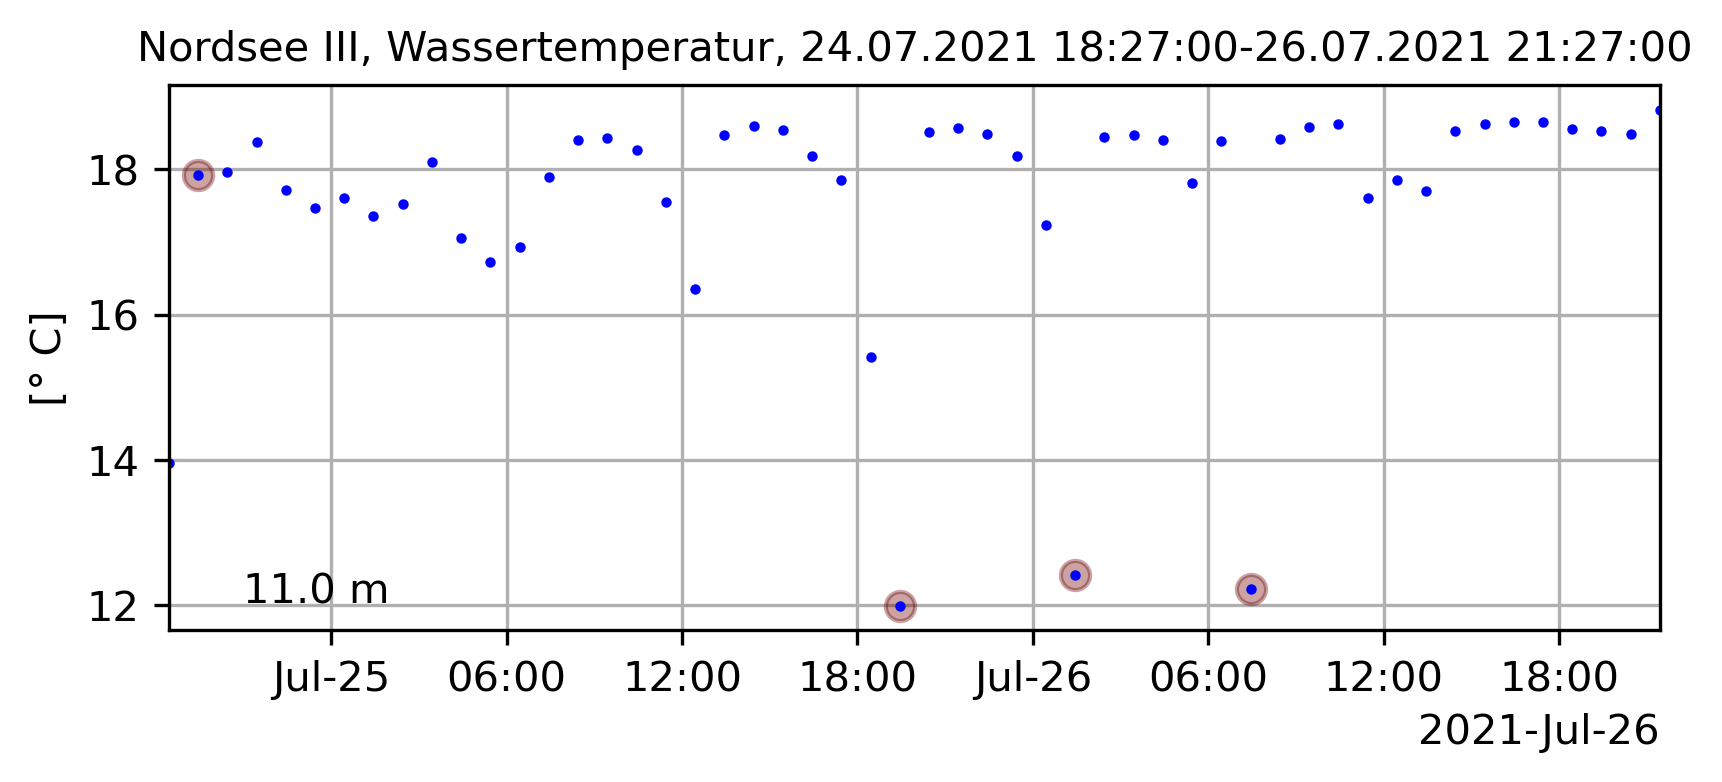 Nordsee III, Wassertemperatur, 24.07.2021 18:27:00-26.07.2021 21:27:00
[° C]
18
16
14
12
11.0 m
Jul-25 06:00 12:00 18:00 Jul-26 06:00 12:00 18:00
2021-Jul-26